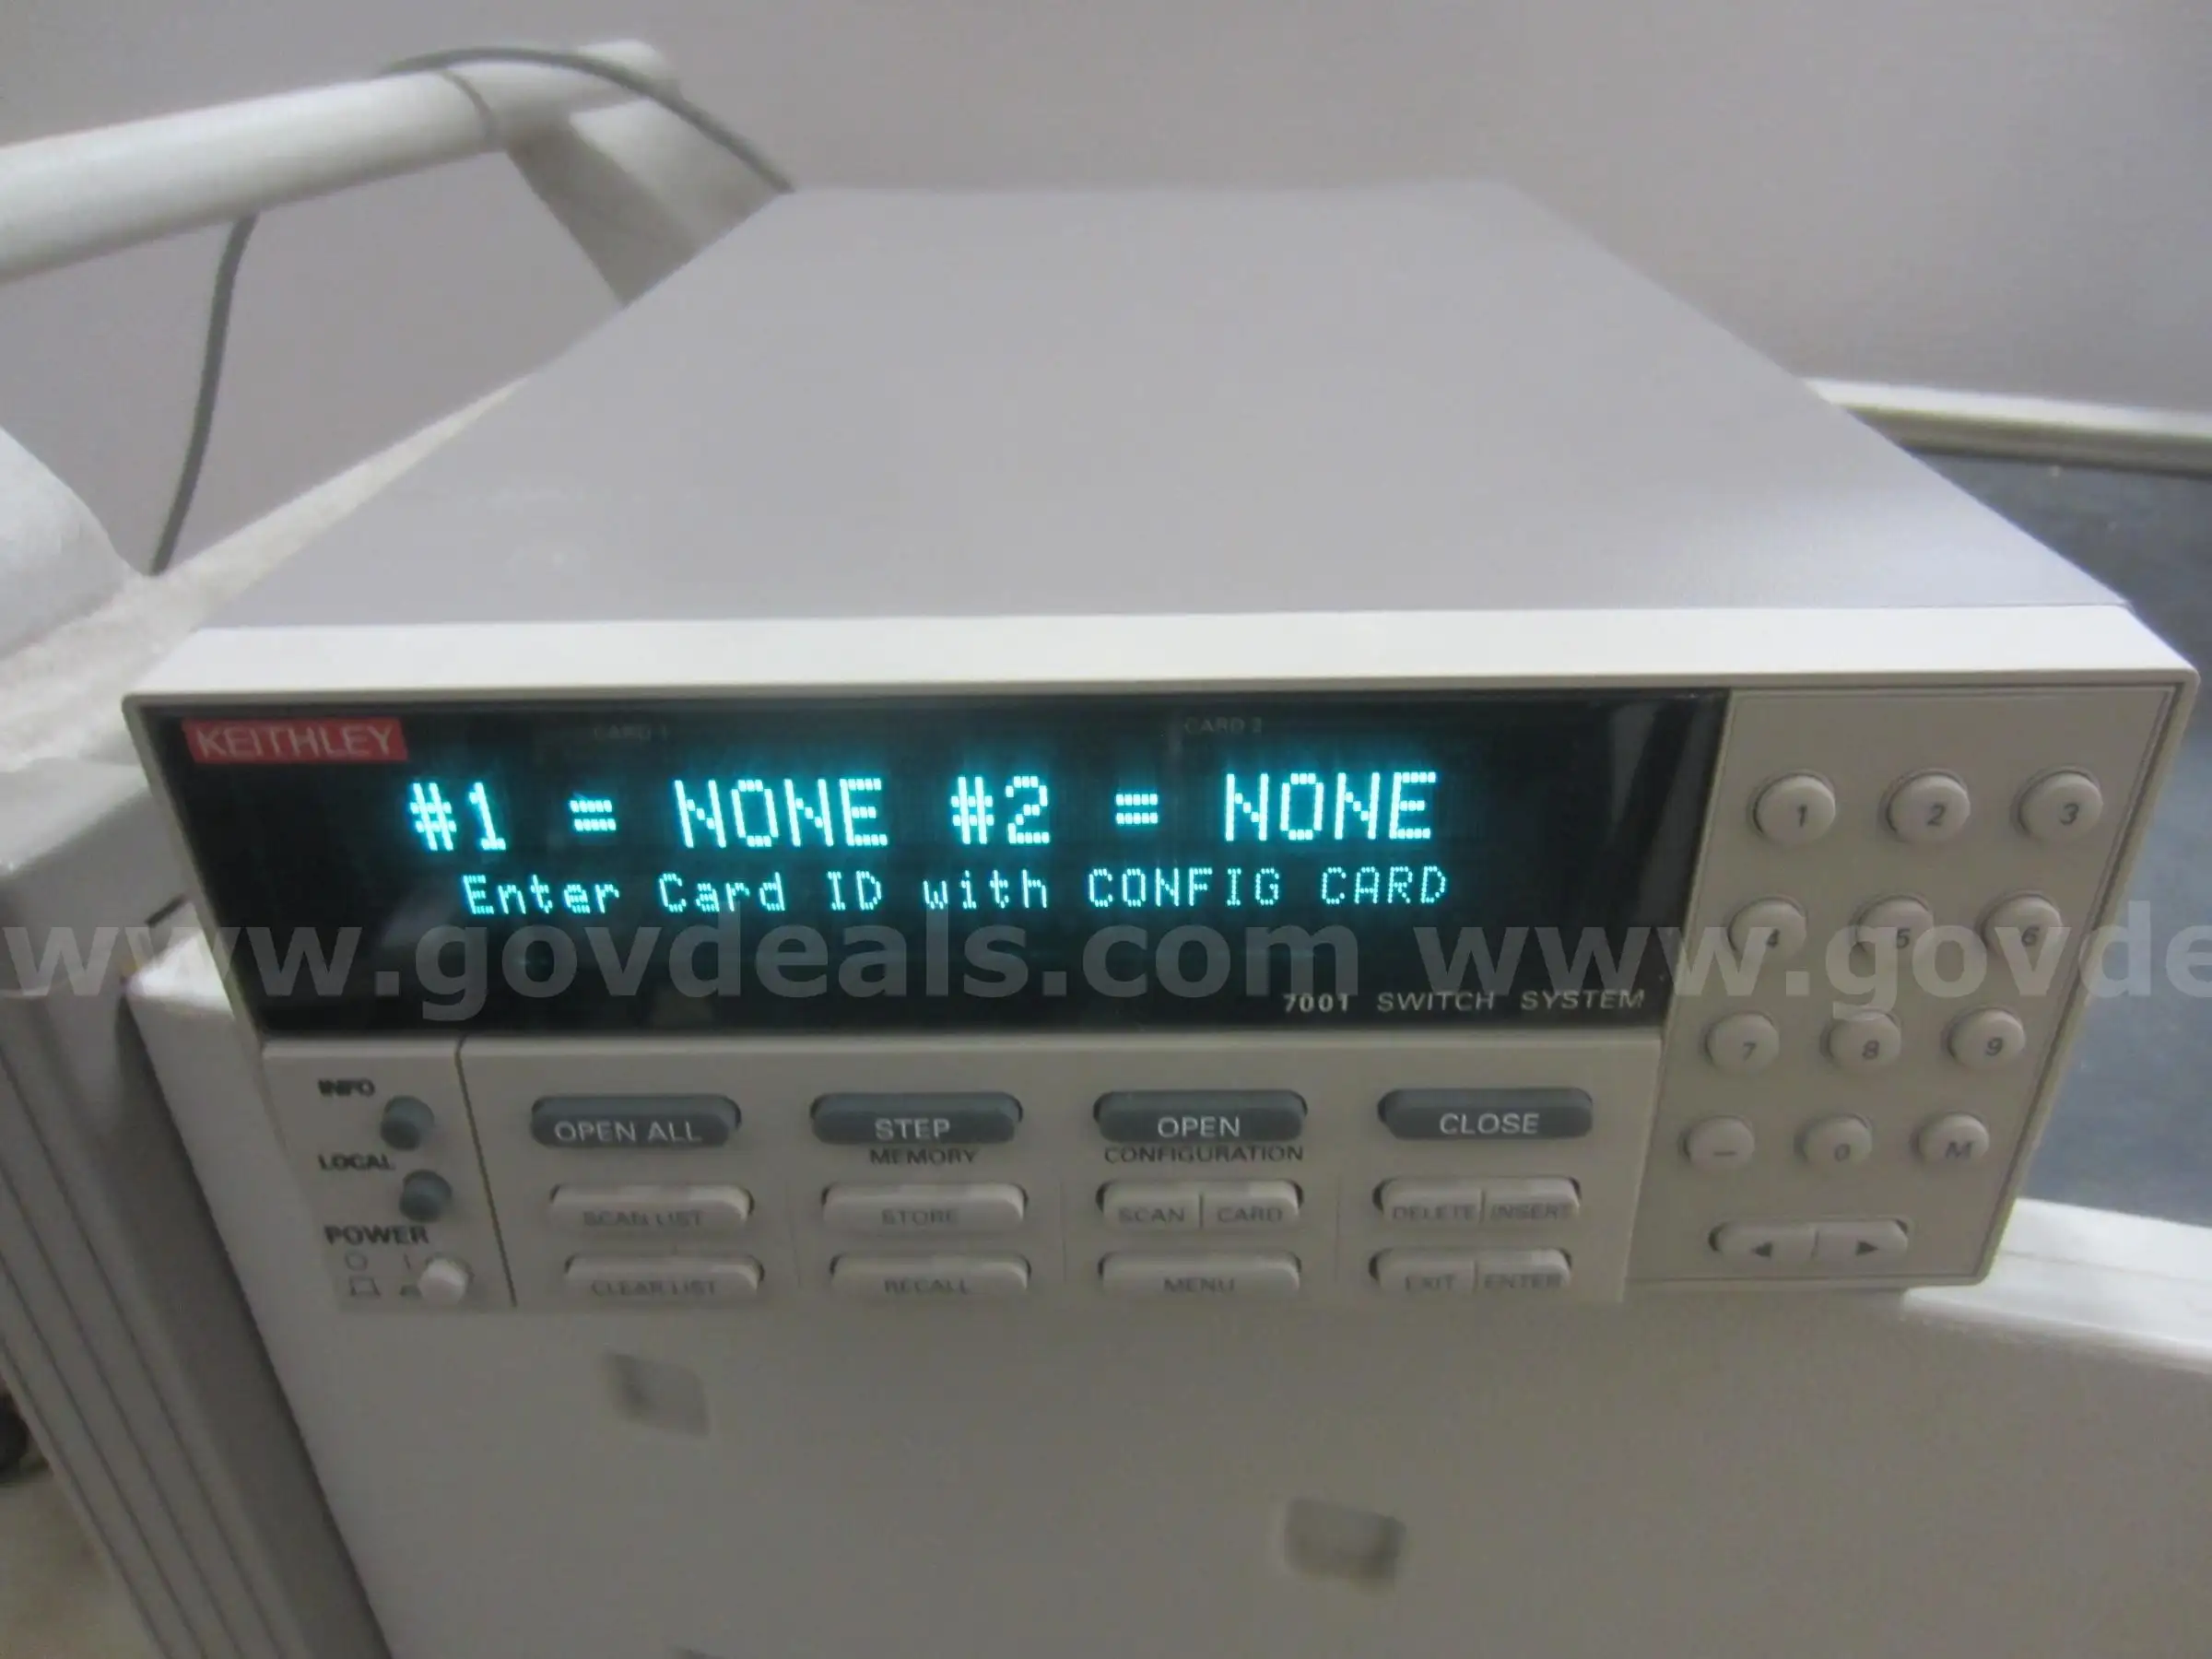 KEITHLEY
CARD 1
CARD 2
#1 = NONE #2 = NONE
Enter Card ID with CONFIG CARD
www.govdeals.com www.govde
7001 SWITCH SYSTEM
1 2 3
4 5 6
7 8 9
– 0 M
◀ ▶
INFO
LOCAL
POWER
O I
OPEN ALL
STEP
OPEN
CLOSE
MEMORY
CONFIGURATION
SCAN LIST
STORE
SCAN CARD
DELETE INSERT
CLEAR LIST
RECALL
MENU
EXIT ENTER